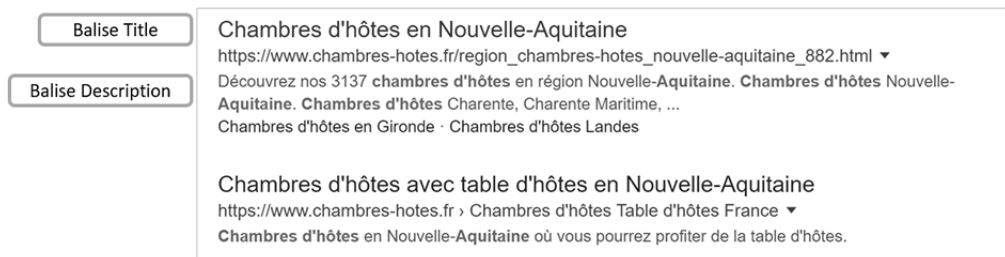 Balise Title
Chambres d'hôtes en Nouvelle-Aquitaine
https://www.chambres-hotes.fr/region_chambres-hotes_nouvelle-aquitaine_882.html ▼
Balise Description
Découvrez nos 3137 chambres d'hôtes en région Nouvelle-Aquitaine. Chambres d'hôtes Nouvelle-
Aquitaine. Chambres d'hôtes Charente, Charente Maritime, ...
Chambres d'hôtes en Gironde · Chambres d'hôtes Landes
Chambres d'hôtes avec table d'hôtes en Nouvelle-Aquitaine
https://www.chambres-hotes.fr › Chambres d'hôtes Table d'hôtes France ▼
Chambres d'hôtes en Nouvelle-Aquitaine où vous pourrez profiter de la table d'hôtes.